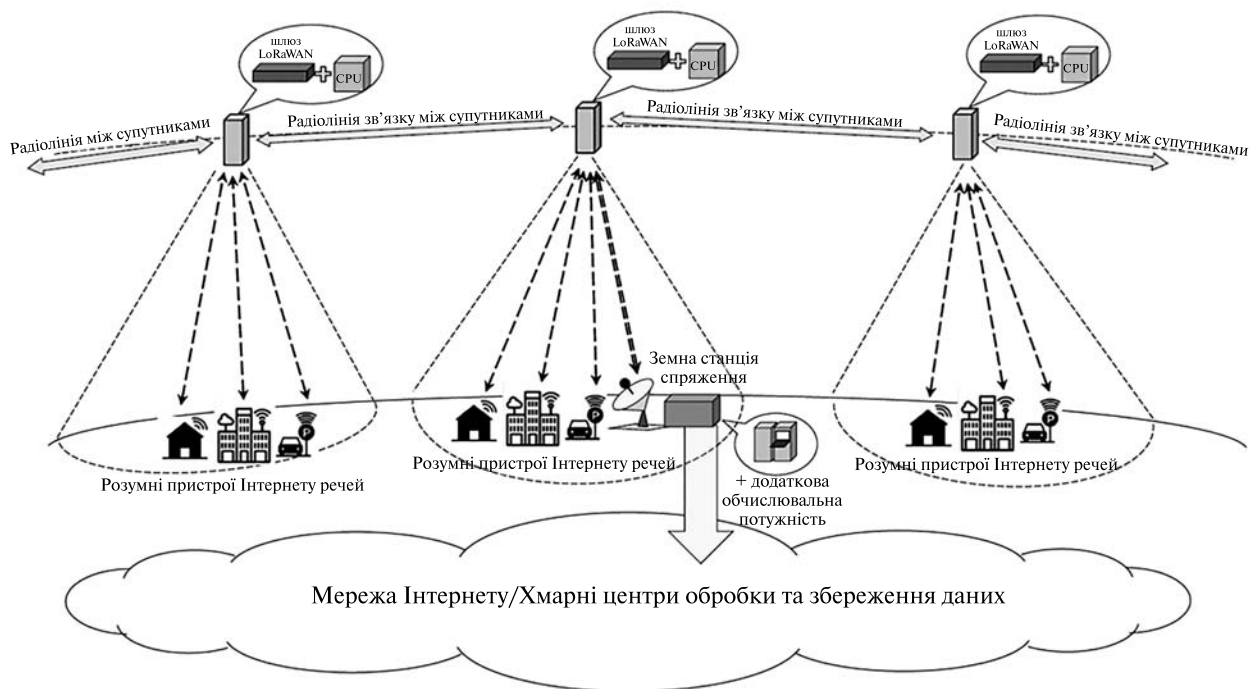 шлюз
LoRaWAN
CPU
шлюз
LoRaWAN
CPU
шлюз
LoRaWAN
CPU
Радіолінія між супутниками
Радіолінія зв’язку між супутниками
Радіолінія зв’язку між супутниками
Радіолінія зв’язку між супутниками
Земна станція
спряження
P
P
P
Розумні пристрої Інтернету речей
Розумні пристрої Інтернету речей
Розумні пристрої Інтернету речей
+ додаткова
обчислювальна
потужність
Мережа Інтернету/Хмарні центри обробки та збереження даних